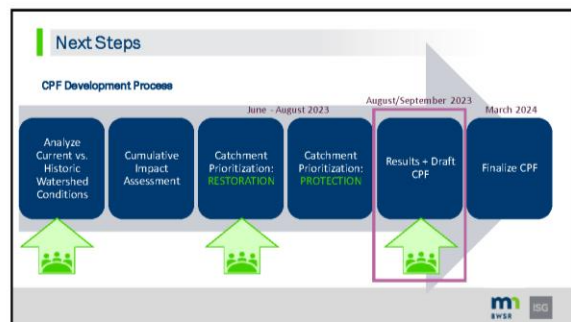 Next Steps
CPF Development Process
June - August 2023
August/September 2023
March 2024
Analyze
Current vs.
Historic
Watershed
Conditions
Cumulative
Impact
Assessment
Catchment
Prioritization:
RESTORATION
Catchment
Prioritization:
PROTECTION
Results + Draft
CPF
Finalize CPF
mn
BWSR
ISG